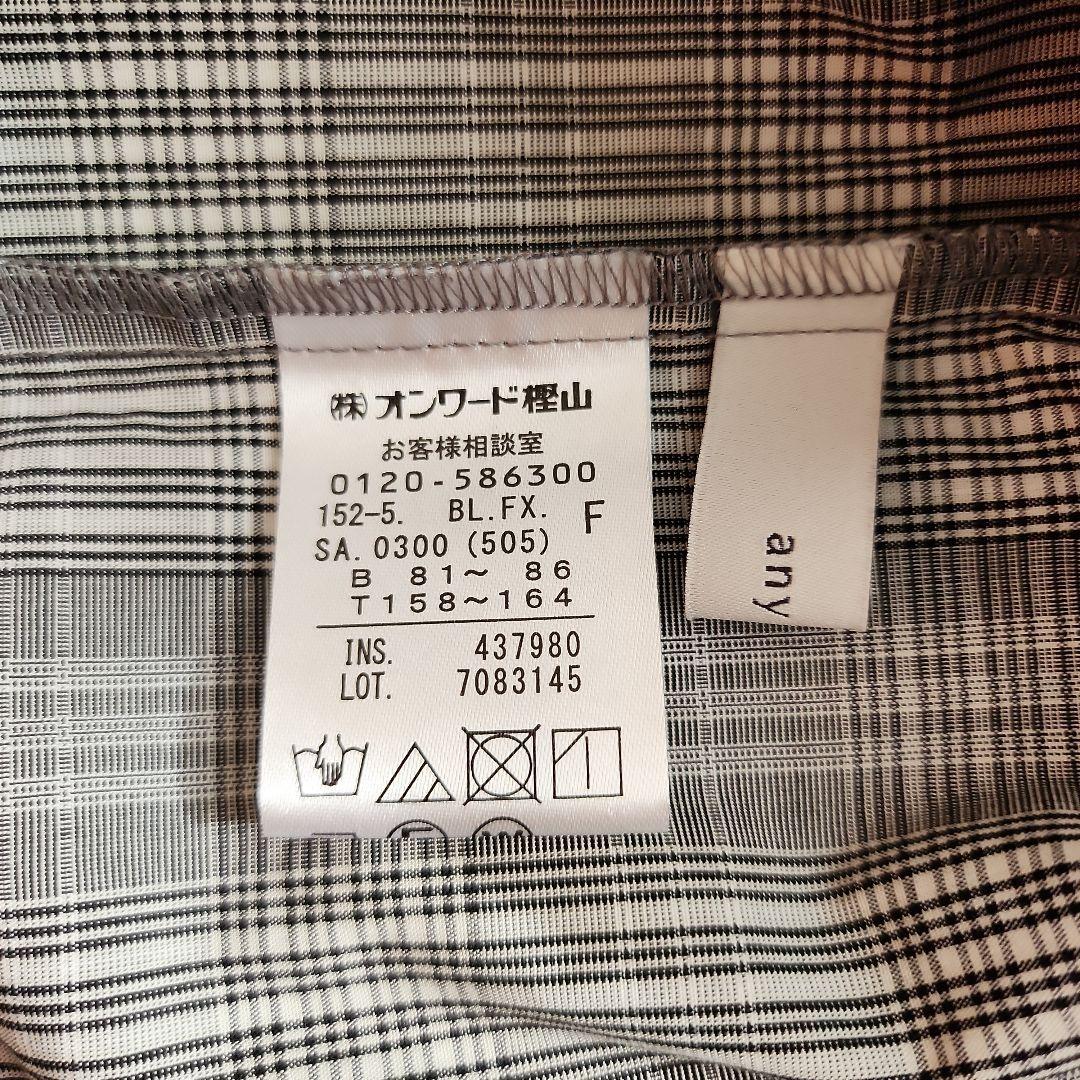 ㈱オンワード樫山
お客様相談室
0120-586300
152-5. BL.FX. F
SA. 0300 (505)
B 81～ 86
T158～164
INS. 437980
LOT. 7083145
any